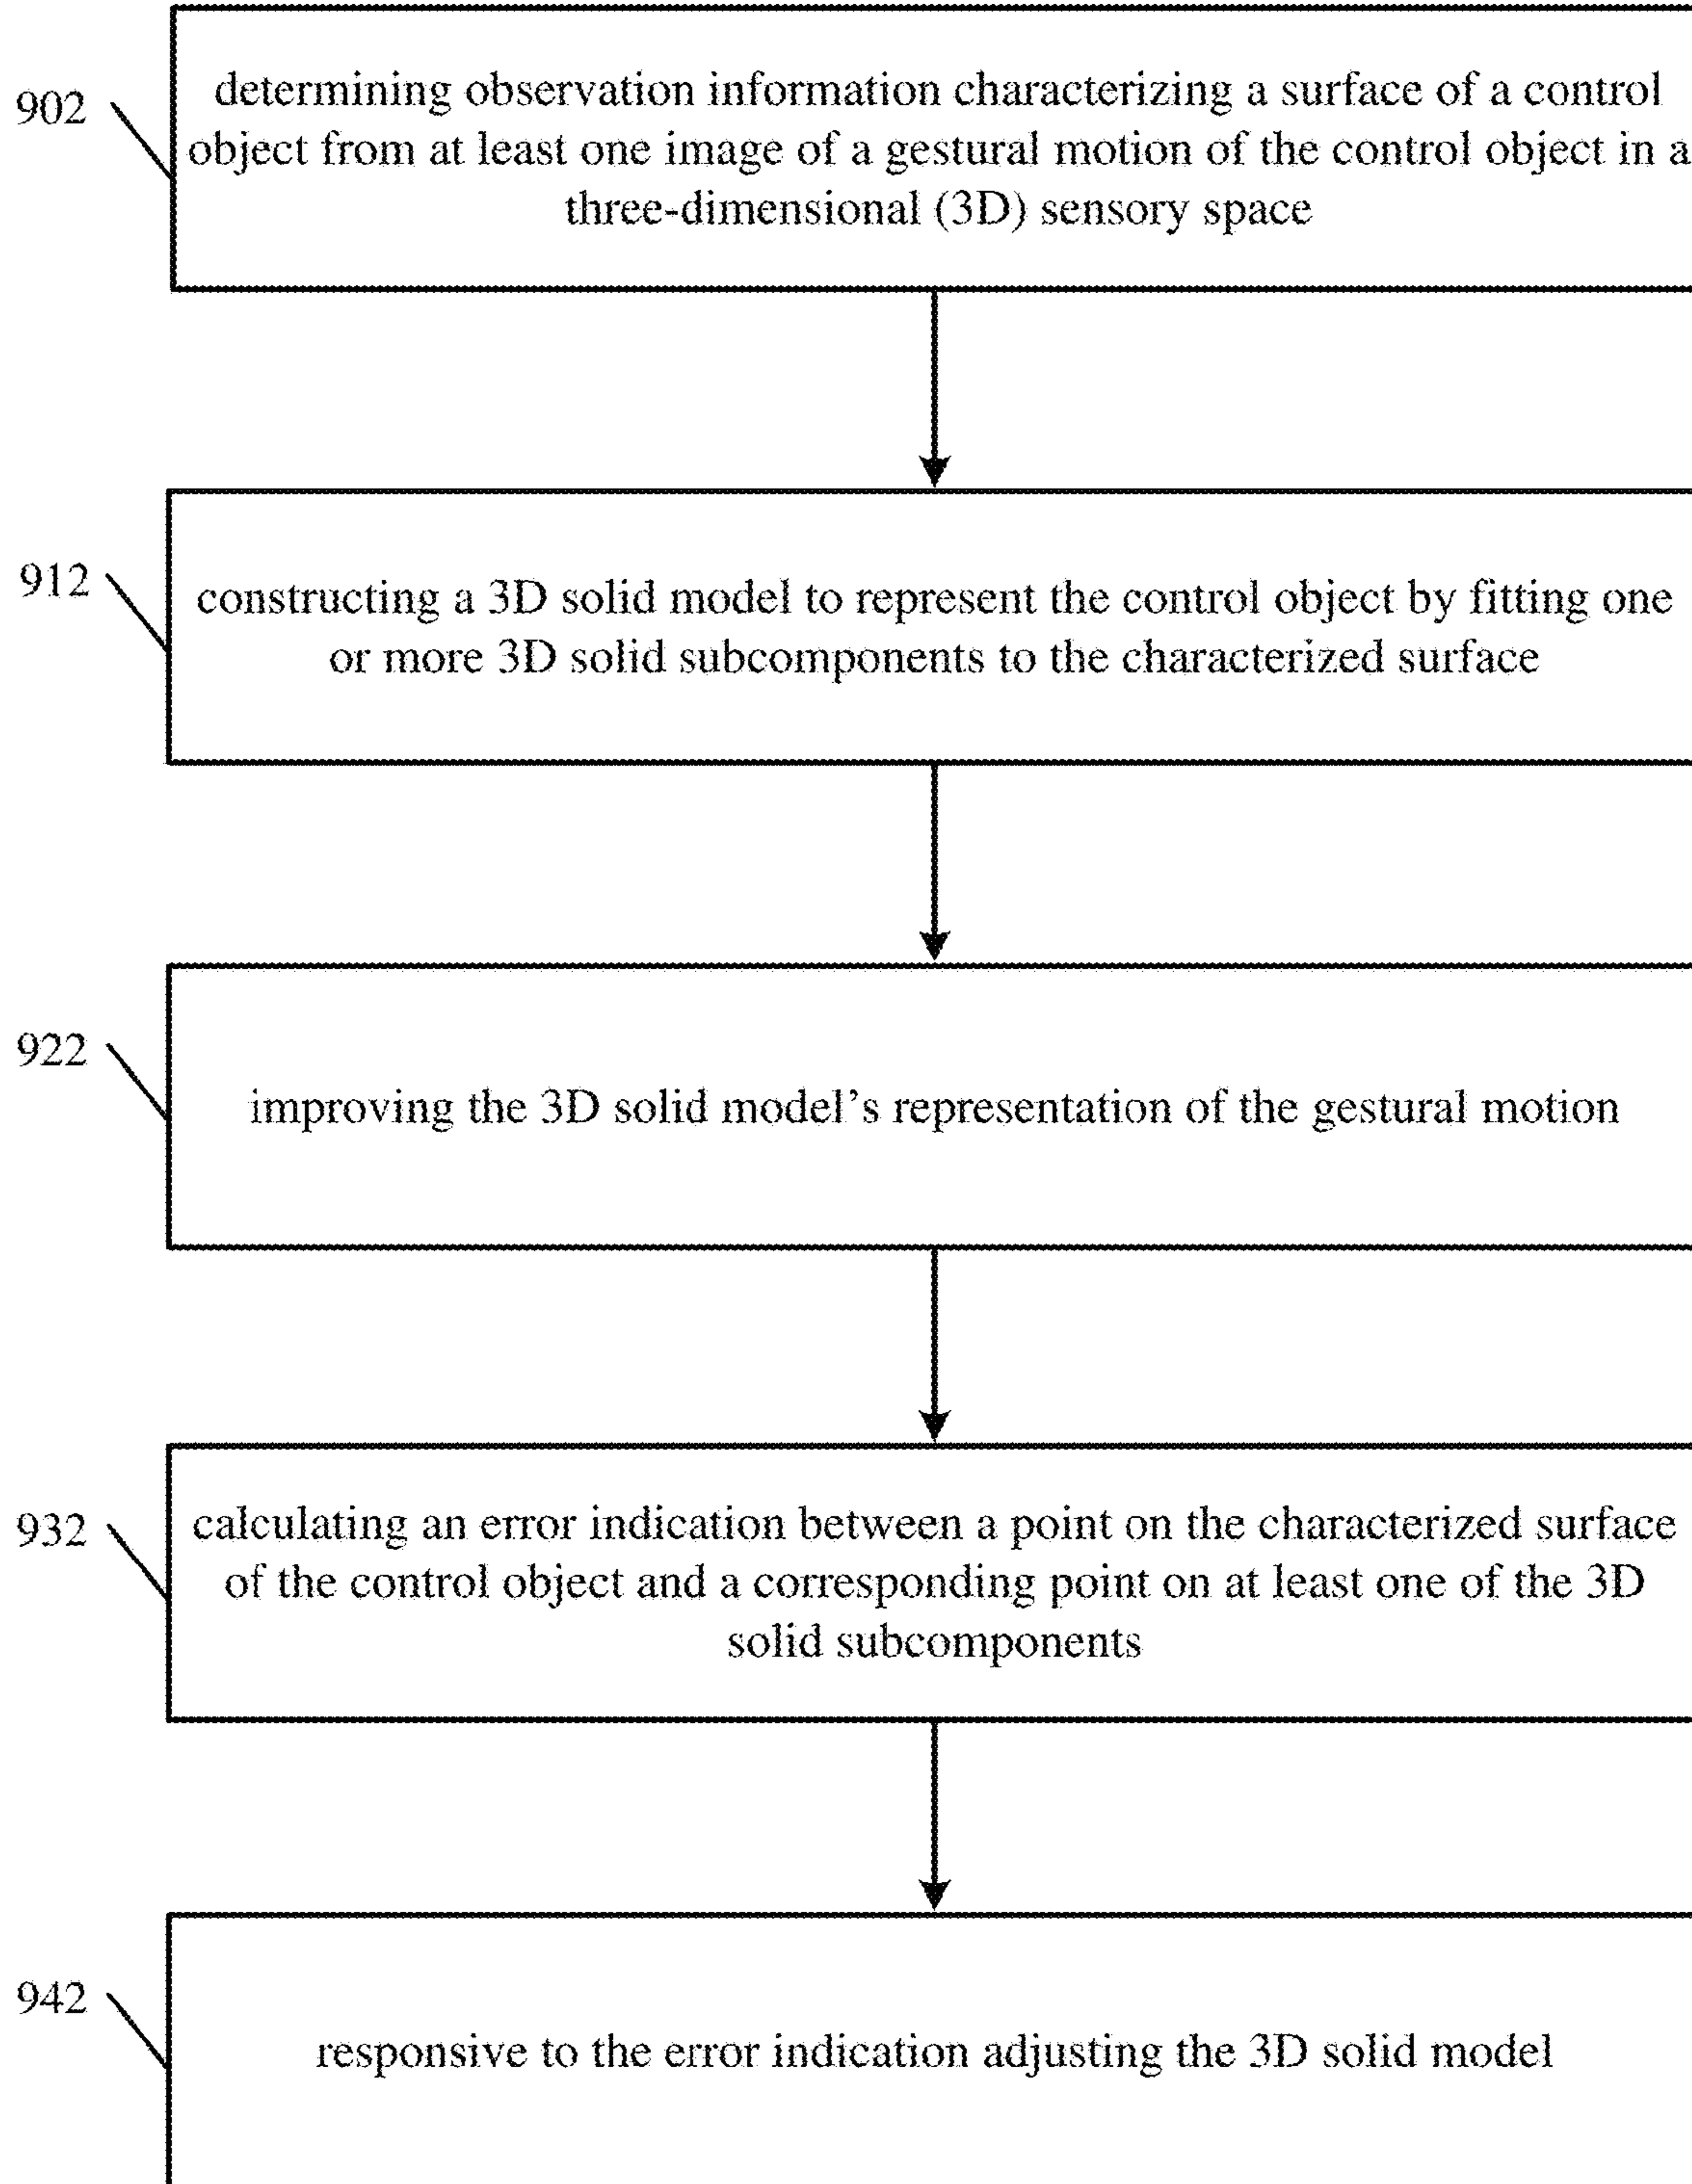 902
determining observation information characterizing a surface of a control
object from at least one image of a gestural motion of the control object in a
three-dimensional (3D) sensory space
912
constructing a 3D solid model to represent the control object by fitting one
or more 3D solid subcomponents to the characterized surface
922
improving the 3D solid model’s representation of the gestural motion
932
calculating an error indication between a point on the characterized surface
of the control object and a corresponding point on at least one of the 3D
solid subcomponents
942
responsive to the error indication adjusting the 3D solid model